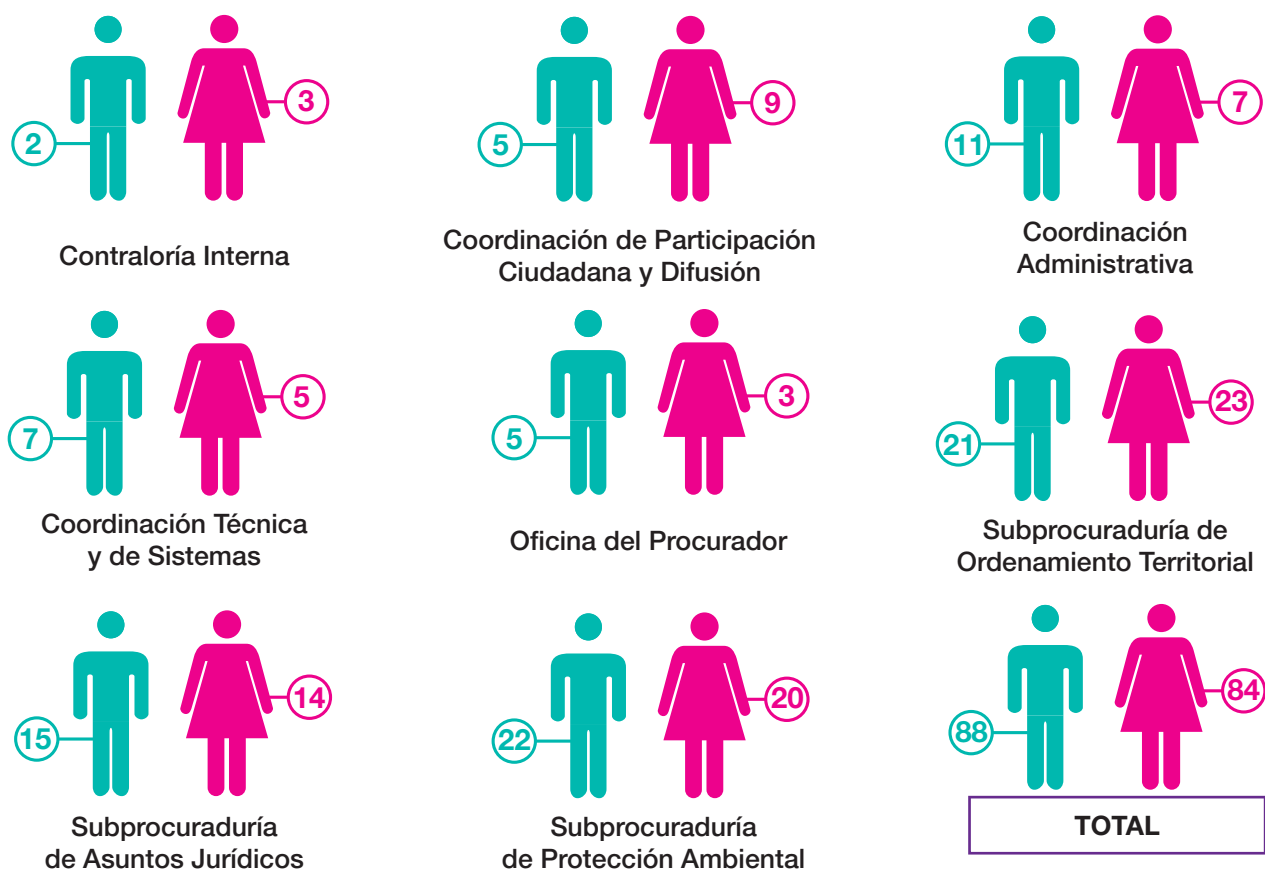 2
3
Contraloría Interna
5
9
Coordinación de Participación
Ciudadana y Difusión
11
7
Coordinación
Administrativa
7
5
Coordinación Técnica
y de Sistemas
5
3
Oficina del Procurador
21
23
Subprocuraduría de
Ordenamiento Territorial
15
14
Subprocuraduría
de Asuntos Jurídicos
22
20
Subprocuraduría
de Protección Ambiental
88
84
TOTAL